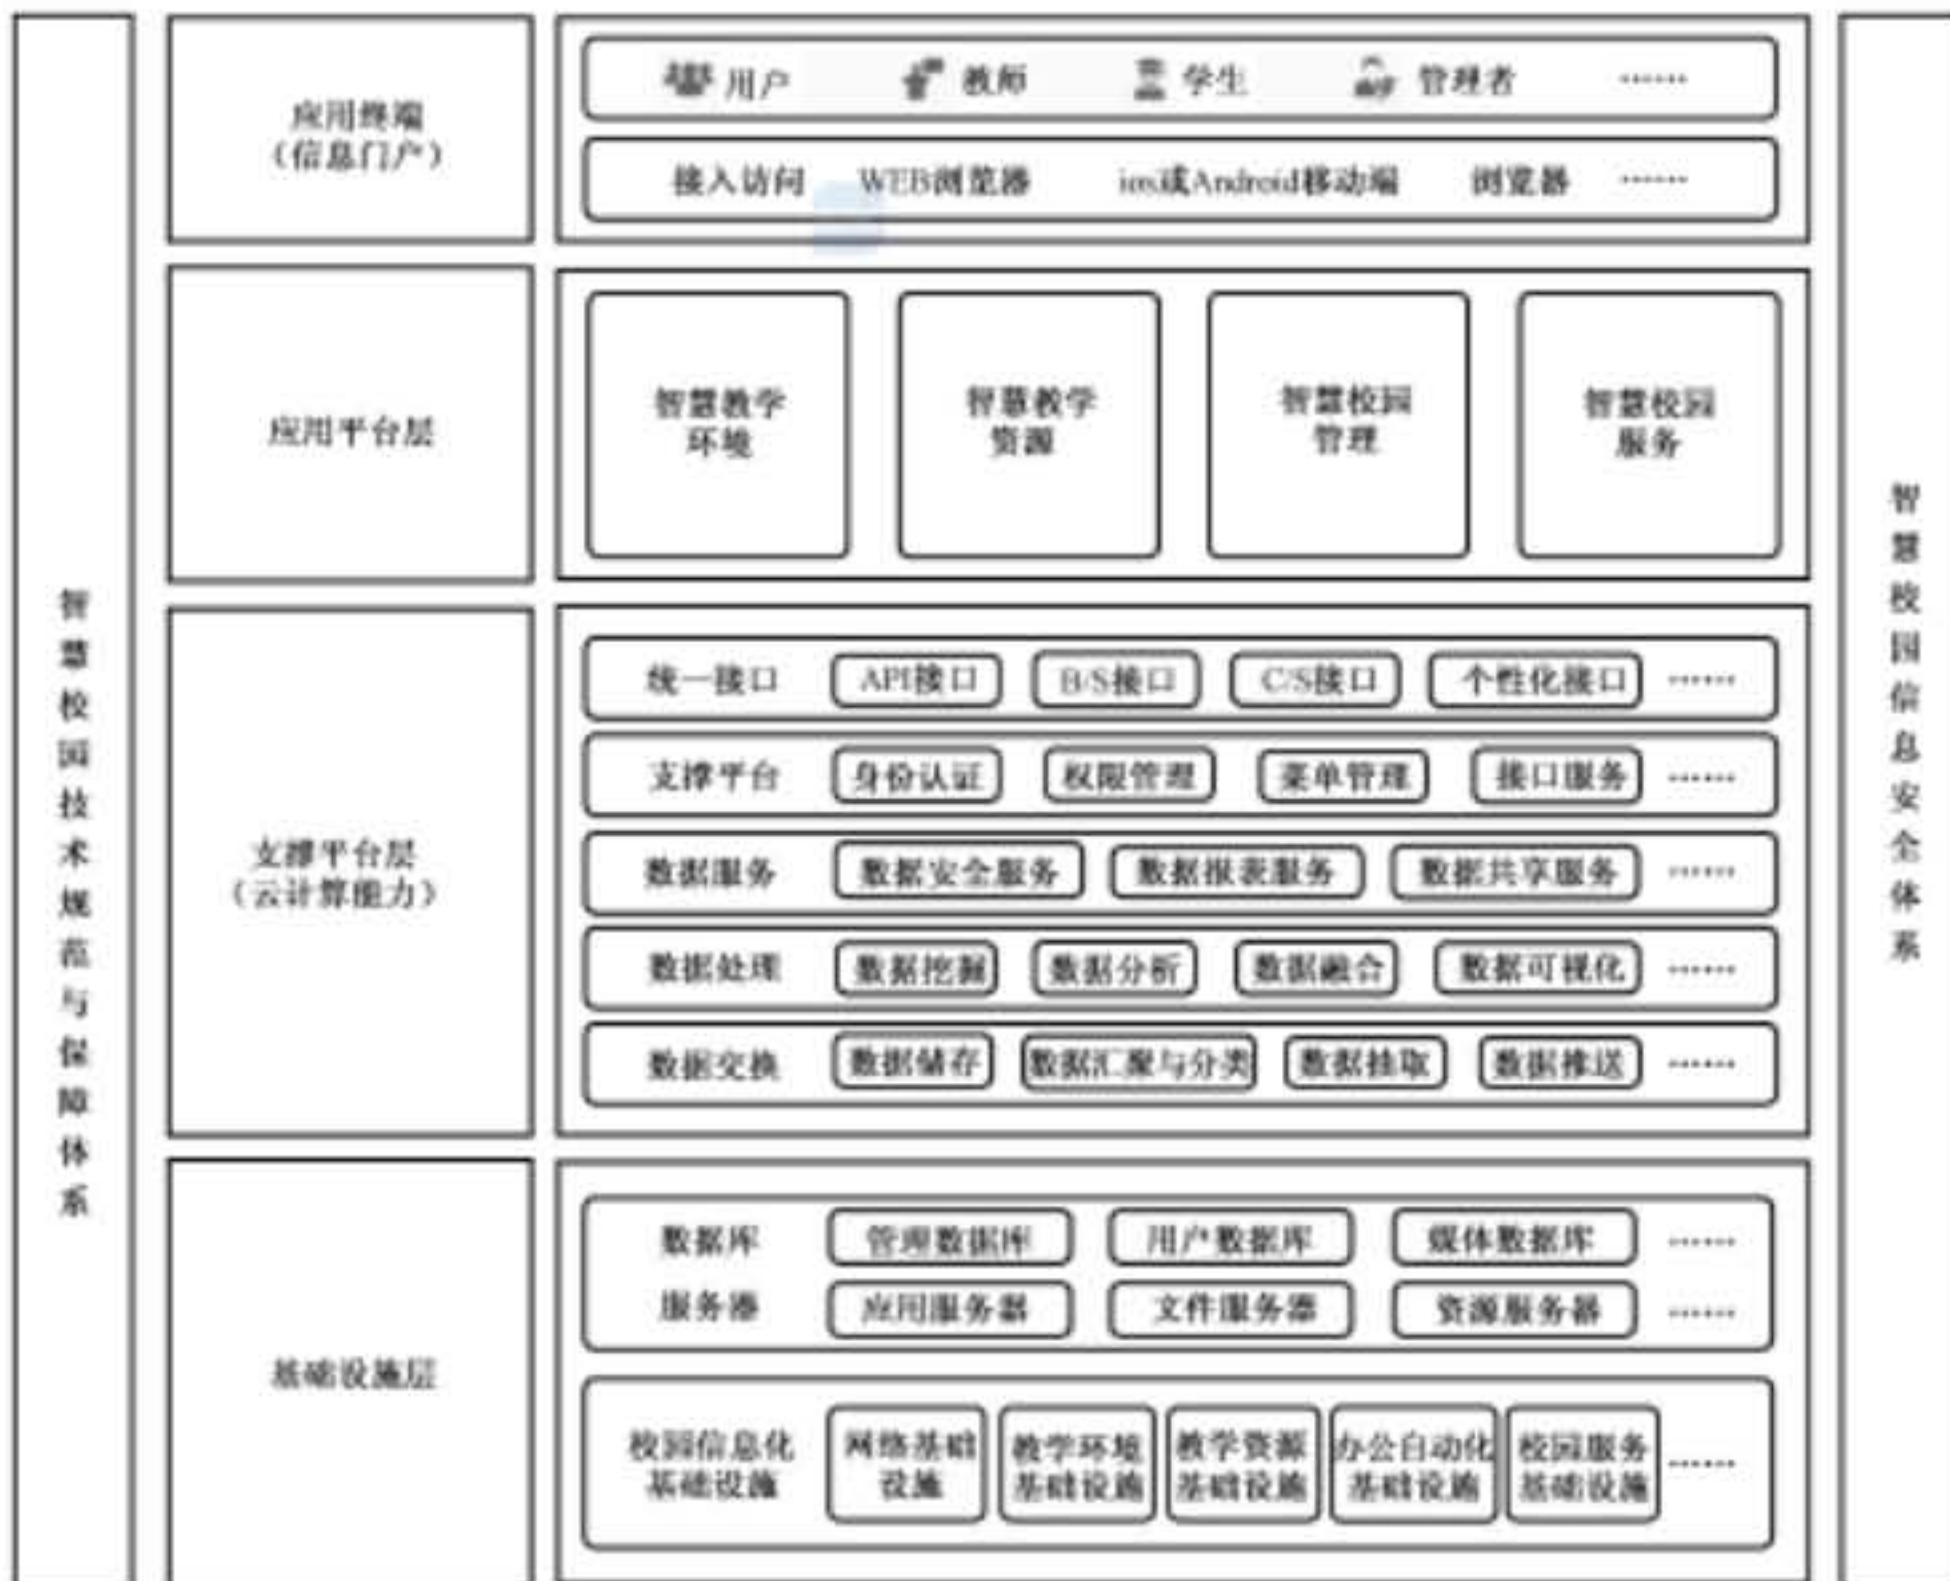 智慧校园技术规范与保障体系
应用终端
（信息门户）
用户 教师 学生 管理者 ……
接入访问 WEB浏览器 ios或Android移动端 浏览器 ……
应用平台层
智慧教学
环境
智慧教学
资源
智慧校园
管理
智慧校园
服务
支撑平台层
（云计算能力）
统一接口 API接口 B/S接口 C/S接口 个性化接口 ……
支撑平台 身份认证 权限管理 菜单管理 接口服务 ……
数据服务 数据安全服务 数据报表服务 数据共享服务 ……
数据处理 数据挖掘 数据分析 数据融合 数据可视化 ……
数据交换 数据储存 数据汇聚与分类 数据抽取 数据推送 ……
基础设施层
数据库 管理数据库 用户数据库 媒体数据库 ……
服务器 应用服务器 文件服务器 资源服务器 ……
校园信息化
基础设施
网络基础
设施
教学环境
基础设施
教学资源
基础设施
办公自动化
基础设施
校园服务
基础设施
……
智慧校园信息安全体系